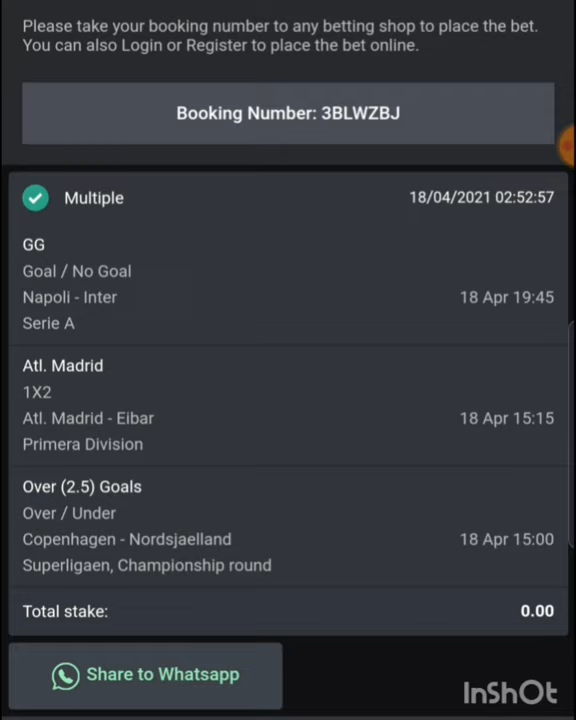 Please take your booking number to any betting shop to place the bet.
You can also Login or Register to place the bet online.
Booking Number: 3BLWZBJ
Multiple 18/04/2021 02:52:57
GG
Goal / No Goal
Napoli - Inter 18 Apr 19:45
Serie A
Atl. Madrid
1X2
Atl. Madrid - Eibar 18 Apr 15:15
Primera Division
Over (2.5) Goals
Over / Under
Copenhagen - Nordsjaelland 18 Apr 15:00
Superligaen, Championship round
Total stake: 0.00
Share to Whatsapp
InShOt